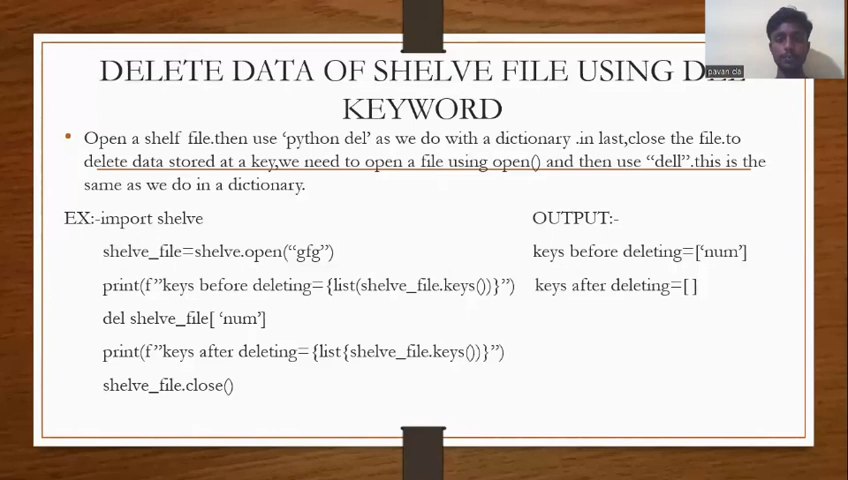 DELETE DATA OF SHELVE FILE USING DEL
KEYWORD
pavan da
• Open a shelf file.then use ‘python del’ as we do with a dictionary .in last,close the file.to
delete data stored at a key,we need to open a file using open() and then use “dell”.this is the
same as we do in a dictionary.
EX:-import shelve
OUTPUT:-
shelve_file=shelve.open(“gfg”)
keys before deleting=[‘num’]
print(f”keys before deleting={list(shelve_file.keys())}”)
keys after deleting=[ ]
del shelve_file[ ‘num’]
print(f”keys after deleting={list{shelve_file.keys())}”)
shelve_file.close()